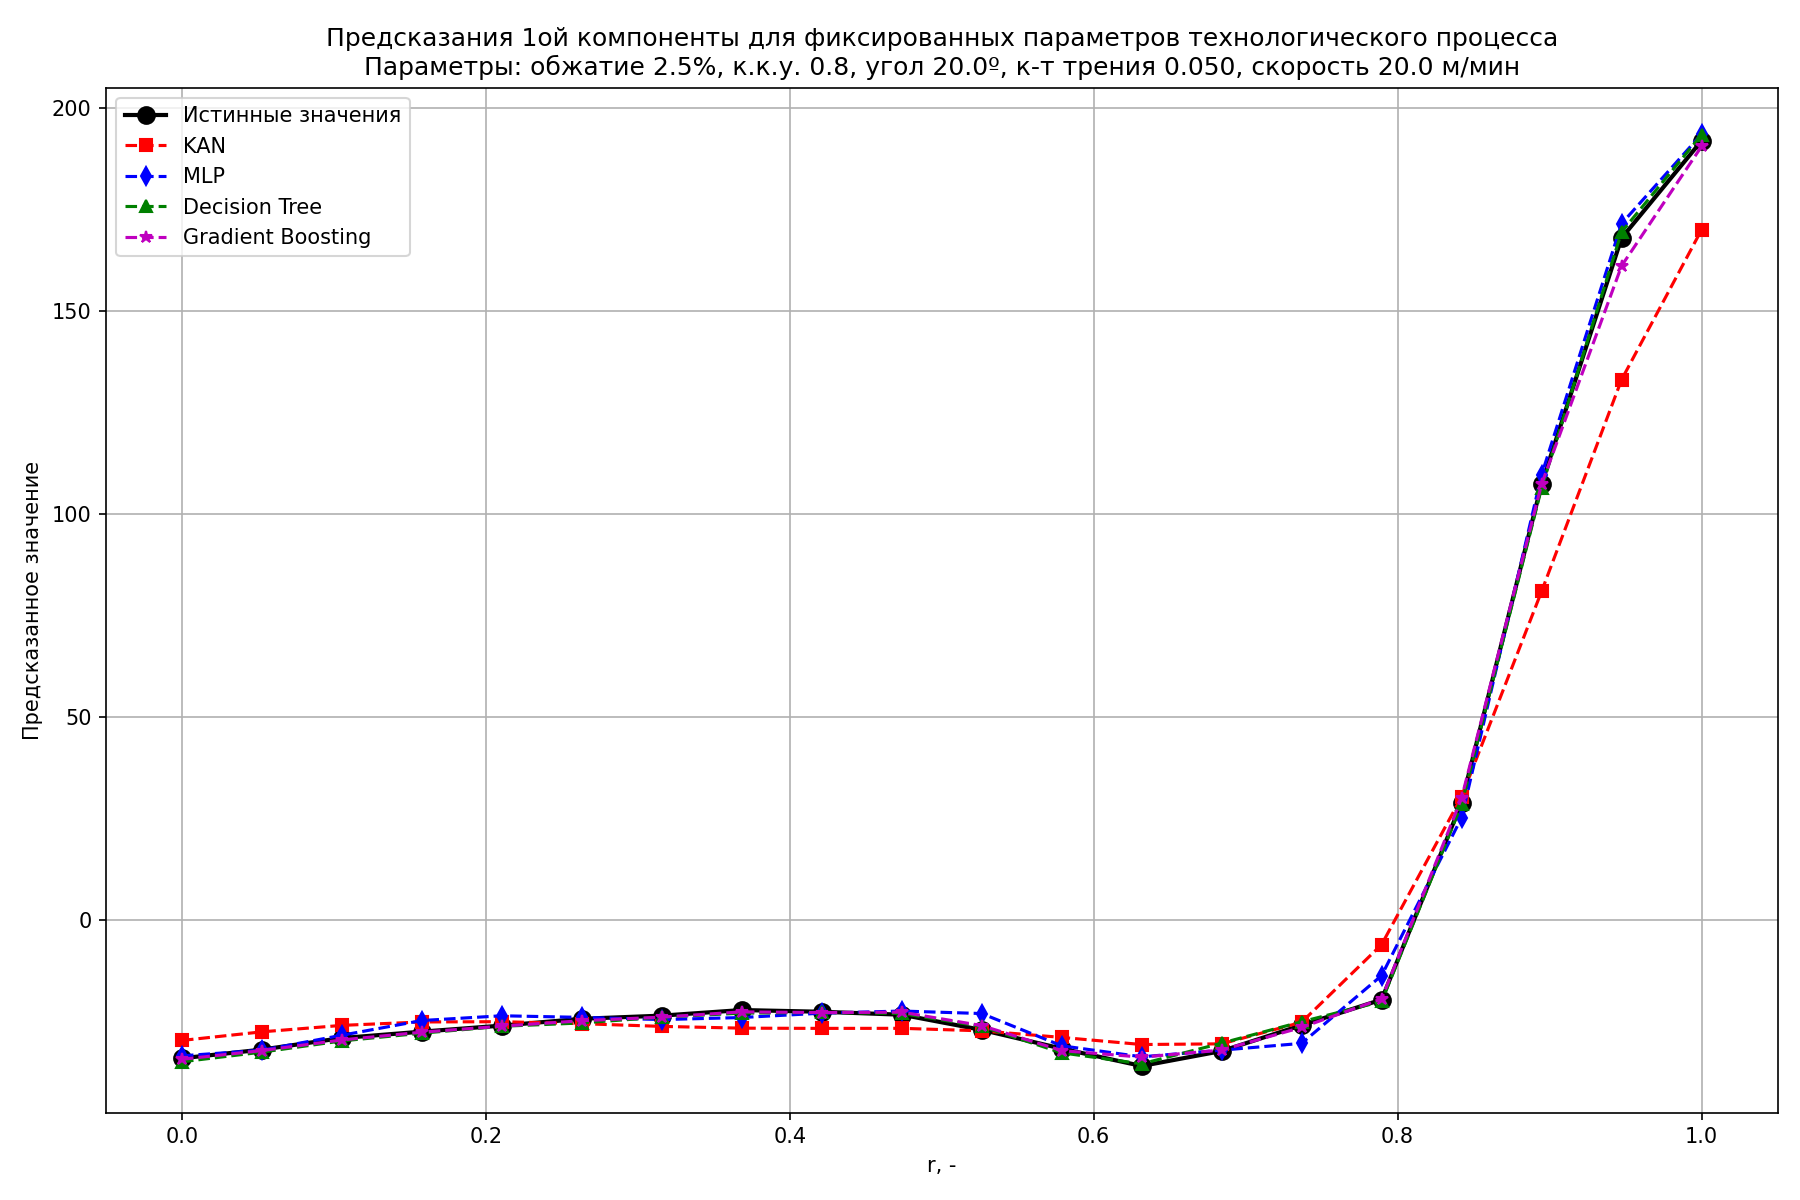 Предсказания 1ой компоненты для фиксированных параметров технологического процесса
Параметры: обжатие 2.5%, к.к.у. 0.8, угол 20.0º, к-т трения 0.050, скорость 20.0 м/мин
Истинные значения
KAN
MLP
Decision Tree
Gradient Boosting
Предсказанное значение
200
150
100
50
0
0.0 0.2 0.4 0.6 0.8 1.0
r, -